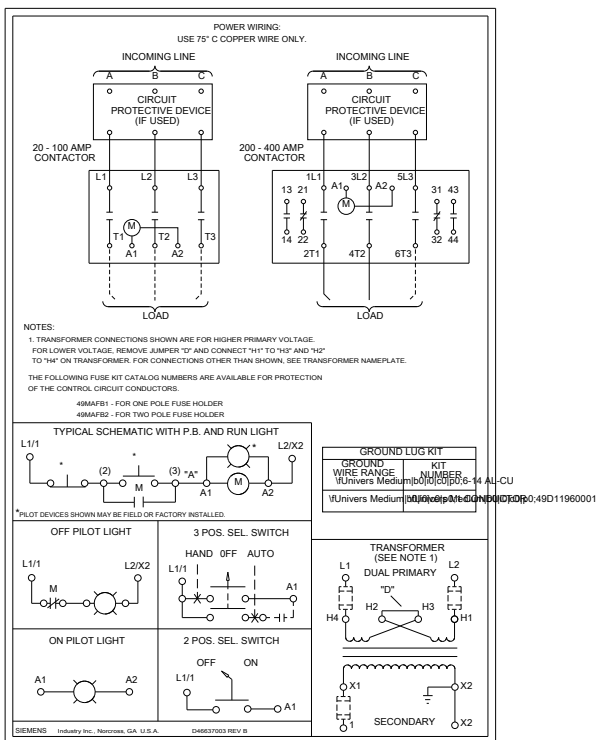 POWER WIRING:
USE 75° C COPPER WIRE ONLY.
INCOMING LINE
A B C
CIRCUIT
PROTECTIVE DEVICE
(IF USED)
20 - 100 AMP
CONTACTOR
L1 L2 L3
M
T1 T2 T3
A1 A2
LOAD
INCOMING LINE
A B C
CIRCUIT
PROTECTIVE DEVICE
(IF USED)
200 - 400 AMP
CONTACTOR
1L1 3L2 5L3
13 21 A1 A2 31 43
M
14 22 32 44
2T1 4T2 6T3
LOAD
NOTES:
1. TRANSFORMER CONNECTIONS SHOWN ARE FOR HIGHER PRIMARY VOLTAGE.
FOR LOWER VOLTAGE, REMOVE JUMPER "D" AND CONNECT "H1" TO "H3" AND "H2"
TO "H4" ON TRANSFORMER. FOR CONNECTIONS OTHER THAN SHOWN, SEE TRANSFORMER NAMEPLATE.
THE FOLLOWING FUSE KIT CATALOG NUMBERS ARE AVAILABLE FOR PROTECTION
OF THE CONTROL CIRCUIT CONDUCTORS.
49MAFB1 - FOR ONE POLE FUSE HOLDER
49MAFB2 - FOR TWO POLE FUSE HOLDER
TYPICAL SCHEMATIC WITH P.B. AND RUN LIGHT
L1/1 * (2) * (3) "A" * L2/X2
M A1 M A2
*PILOT DEVICES SHOWN MAY BE FIELD OR FACTORY INSTALLED.
GROUND LUG KIT
GROUND
WIRE RANGE
KIT
NUMBER
\fUnivers Medium|b0|i0|c0|p0;6-14 AL-CU
\fUnivers Medium|b0|i0|c0|p0;49D11960001
OFF PILOT LIGHT
L1/1 L2/X2
M
3 POS. SEL. SWITCH
HAND OFF AUTO
L1/1
A1
ON PILOT LIGHT
A1 A2
2 POS. SEL. SWITCH
OFF ON
L1/1
A1
TRANSFORMER
(SEE NOTE 1)
L1 DUAL PRIMARY L2
"D"
H4 H2 H3 H1
X1 X2
SECONDARY
1 X2
SIEMENS Industry Inc., Norcross, GA U.S.A. D46637003 REV B